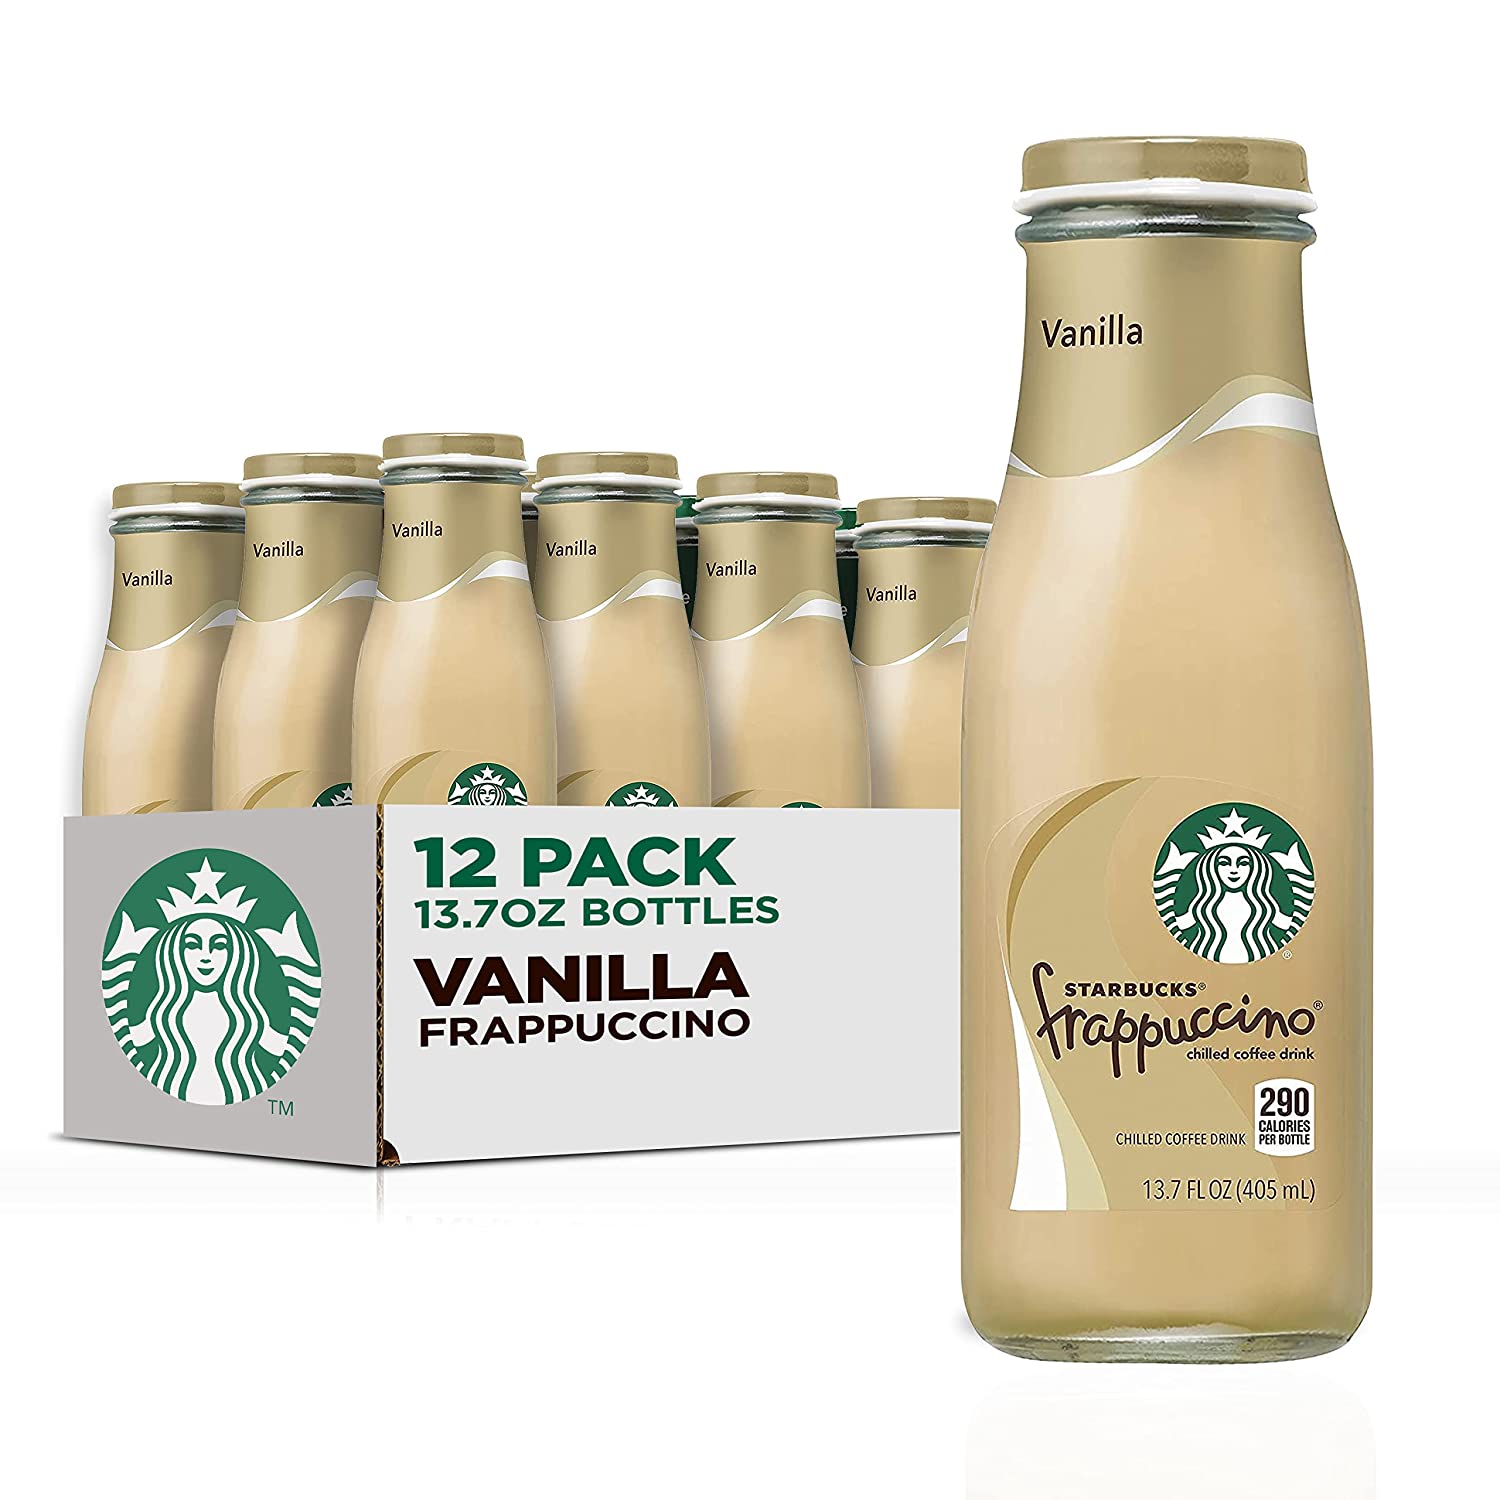 Vanilla
Vanilla
Vanilla
Vanilla
Vanilla
Vanilla
Vanilla
12 PACK
13.7OZ BOTTLES
VANILLA
FRAPPUCCINO
TM
STARBUCKS®
frappuccino®
chilled coffee drink
290
CALORIES
PER BOTTLE
CHILLED COFFEE DRINK
13.7 FL OZ (405 mL)